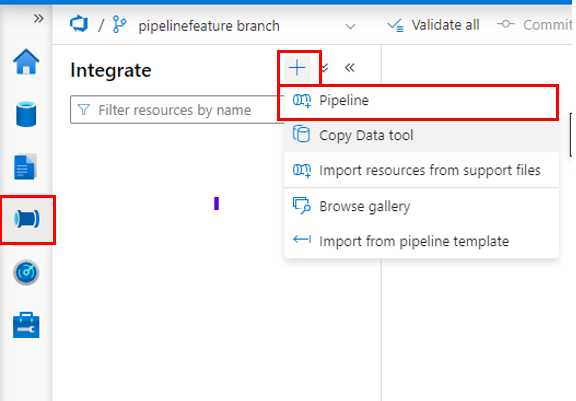 / pipelinefeature branch Validate all Commit
Integrate
Filter resources by name
Pipeline
Copy Data tool
Import resources from support files
Browse gallery
Import from pipeline template